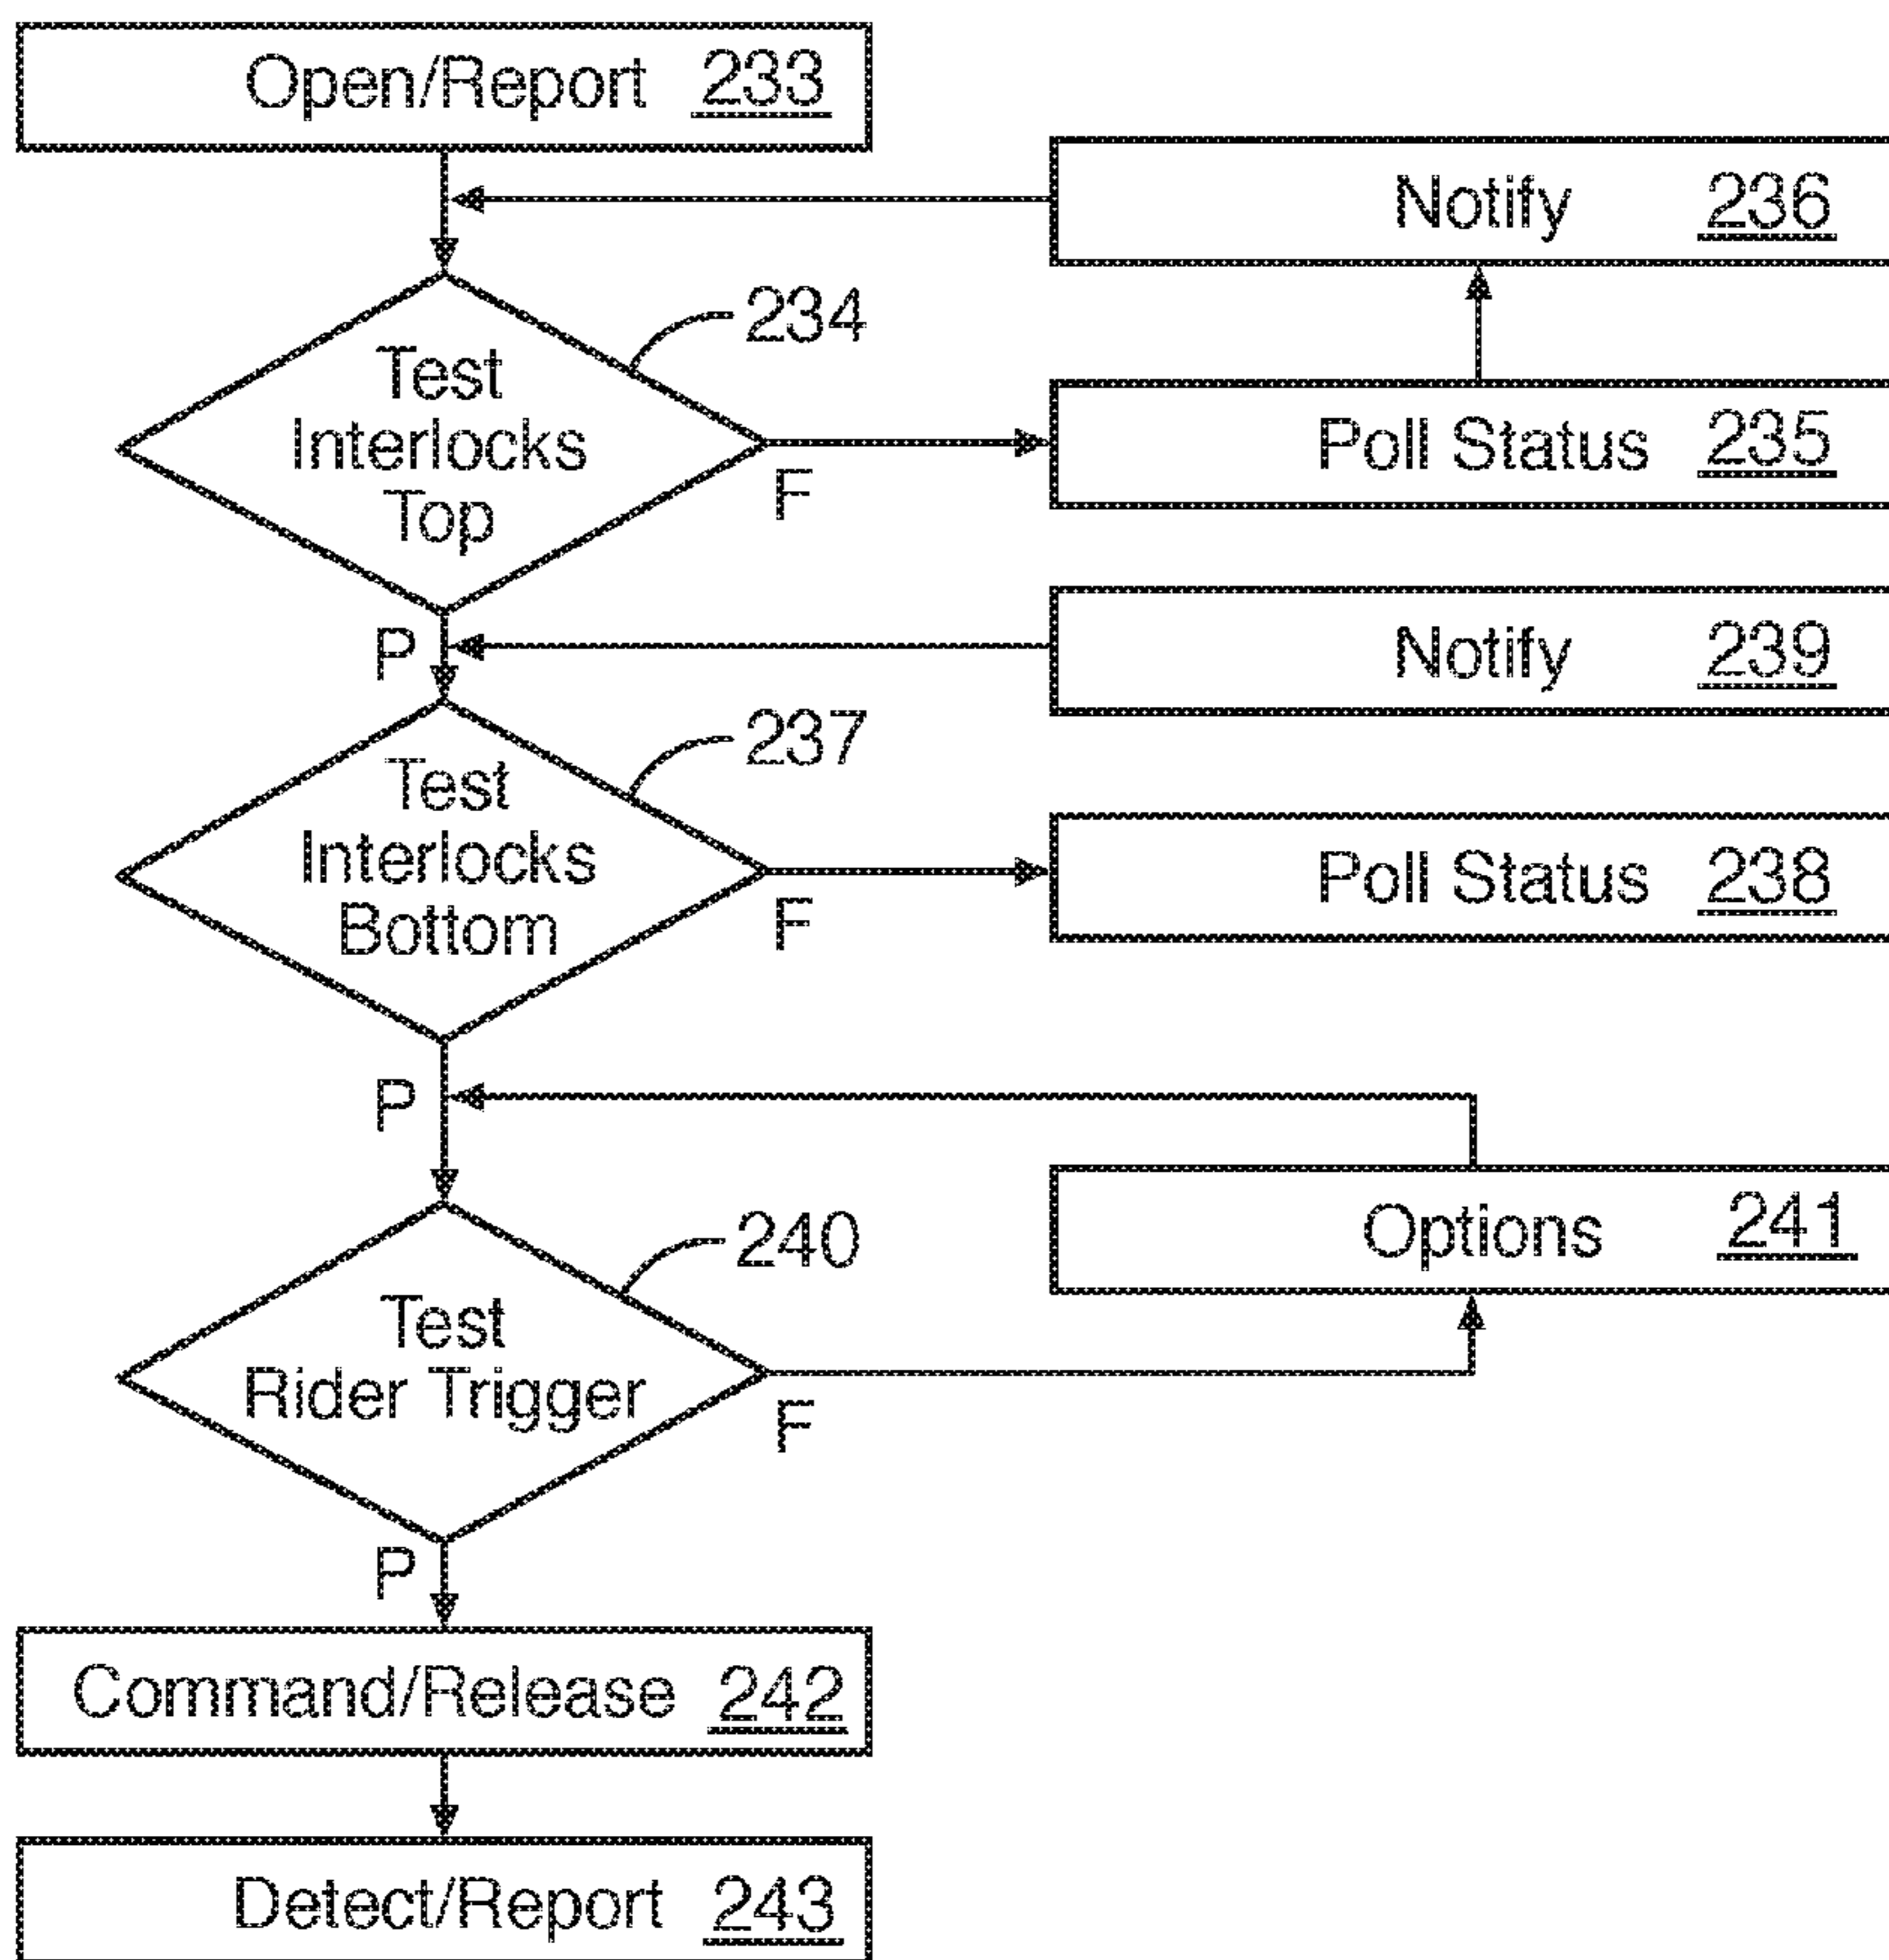 Open/Report 233
Notify 236
234
Test
Interlocks
Top
F
Poll Status 235
P
Notify 239
237
Test
Interlocks
Bottom
F
Poll Status 238
P
Options 241
240
Test
Rider Trigger
F
P
Command/Release 242
Detect/Report 243